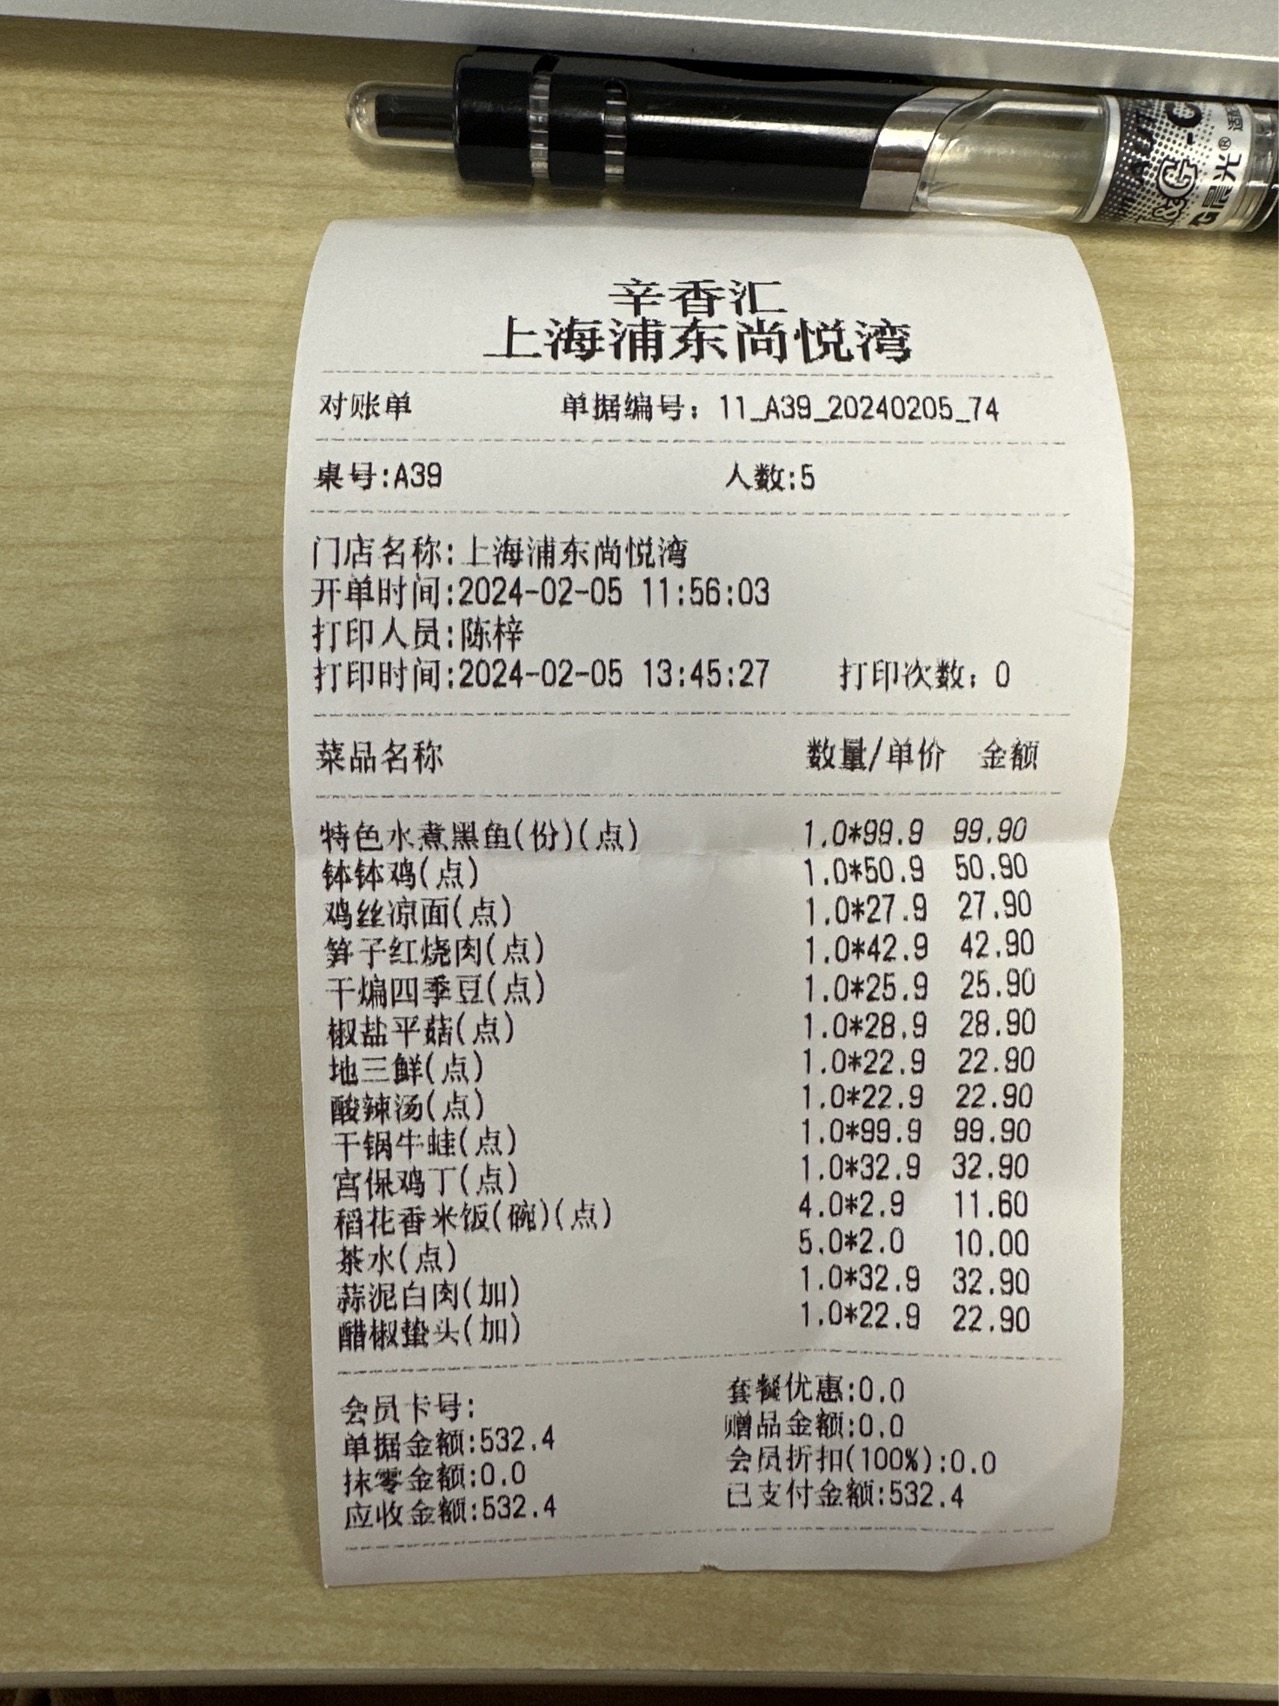 晨光®
辛香汇
上海浦东尚悦湾
对账单 单据编号：11_A39_20240205_74
桌号:A39 人数:5
门店名称:上海浦东尚悦湾
开单时间:2024-02-05 11:56:03
打印人员:陈梓
打印时间:2024-02-05 13:45:27 打印次数：0
菜品名称 数量/单价 金额
特色水煮黑鱼(份)(点) 1.0*99.9 99.90
钵钵鸡(点) 1.0*50.9 50.90
鸡丝凉面(点) 1.0*27.9 27.90
笋子红烧肉(点) 1.0*42.9 42.90
干煸四季豆(点) 1.0*25.9 25.90
椒盐平菇(点) 1.0*28.9 28.90
地三鲜(点) 1.0*22.9 22.90
酸辣汤(点) 1.0*22.9 22.90
干锅牛蛙(点) 1.0*99.9 99.90
宫保鸡丁(点) 1.0*32.9 32.90
稻花香米饭(碗)(点) 4.0*2.9 11.60
茶水(点) 5.0*2.0 10.00
蒜泥白肉(加) 1.0*32.9 32.90
醋椒蛰头(加) 1.0*22.9 22.90
会员卡号: 套餐优惠:0.0
单据金额:532.4 赠品金额:0.0
抹零金额:0.0 会员折扣(100%):0.0
应收金额:532.4 已支付金额:532.4